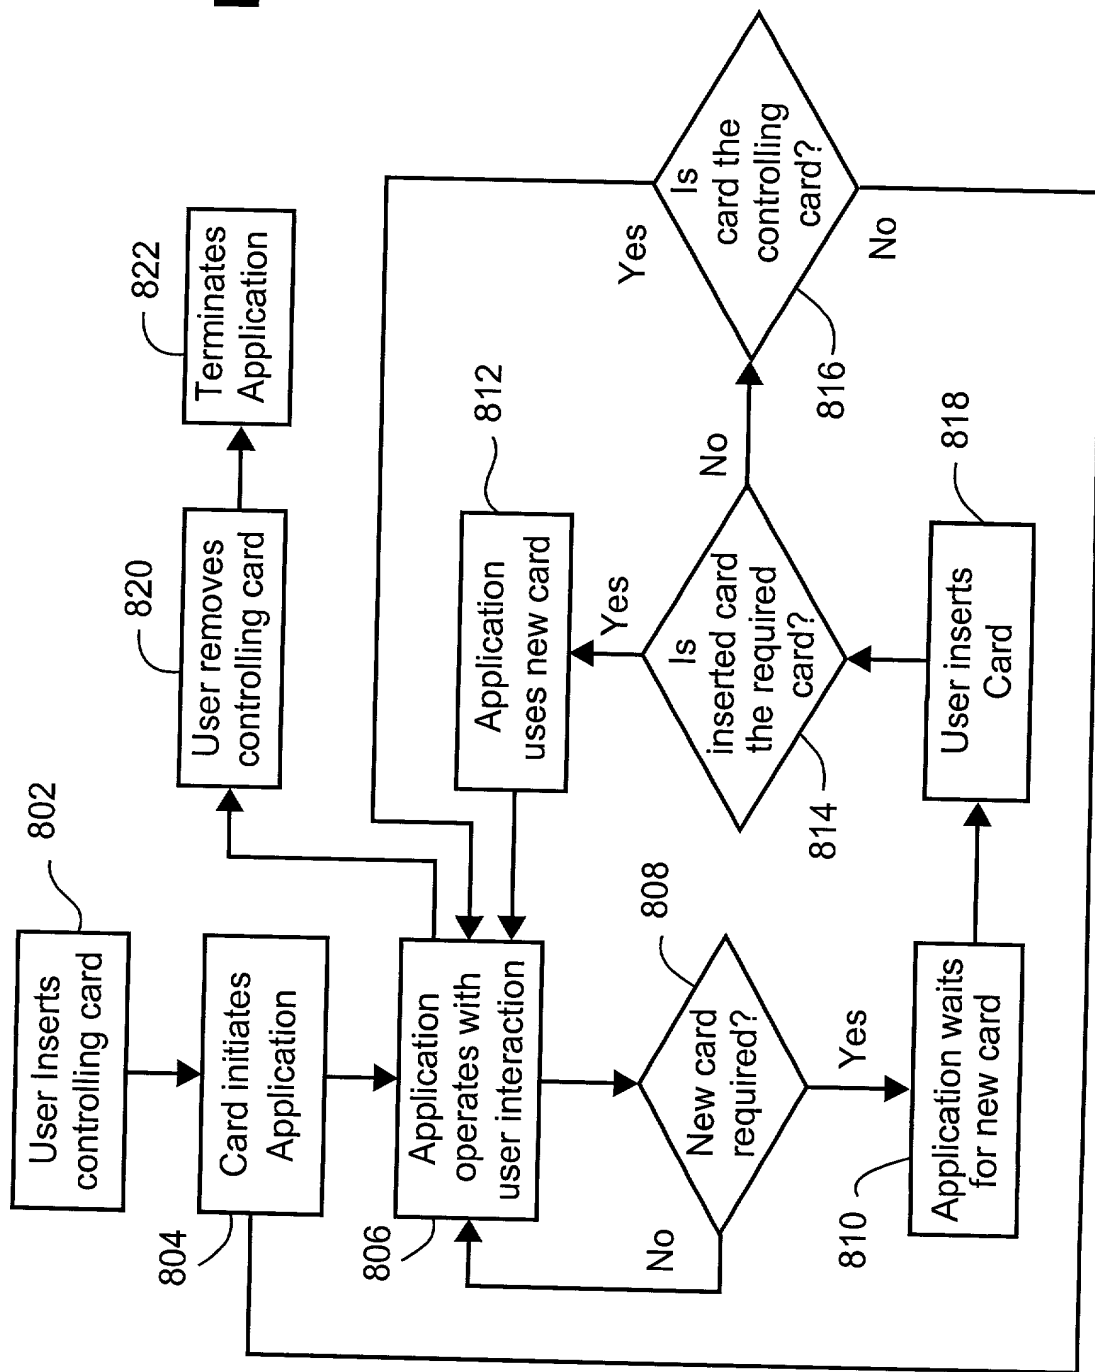 802
User Inserts
controlling card
804
Card initiates
Application
806
Application
operates with
user interaction
820
User removes
controlling card
822
Terminates
Application
808
New card
required?
No
Yes
810
Application waits
for new card
818
User inserts
Card
814
Is
inserted card
the required
card?
Yes
No
812
Application
uses new card
816
Is
card the
controlling
card?
Yes
No